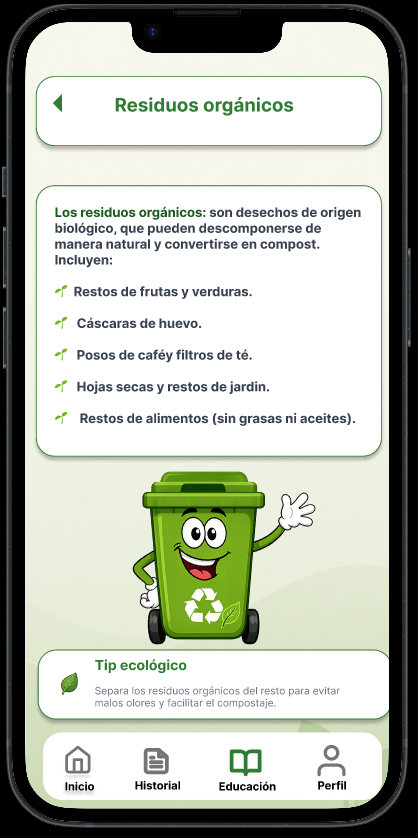 Residuos orgánicos
Los residuos orgánicos: son desechos de origen
biológico, que pueden descomponerse de
manera natural y convertirse en compost.
Incluyen:
Restos de frutas y verduras.
Cáscaras de huevo.
Posos de caféy filtros de té.
Hojas secas y restos de jardin.
Restos de alimentos (sin grasas ni aceites).
Tip ecológico
Separa los residuos orgánicos del resto para evitar
malos olores y facilitar el compostaje.
Inicio
Historial
Educación
Perfil